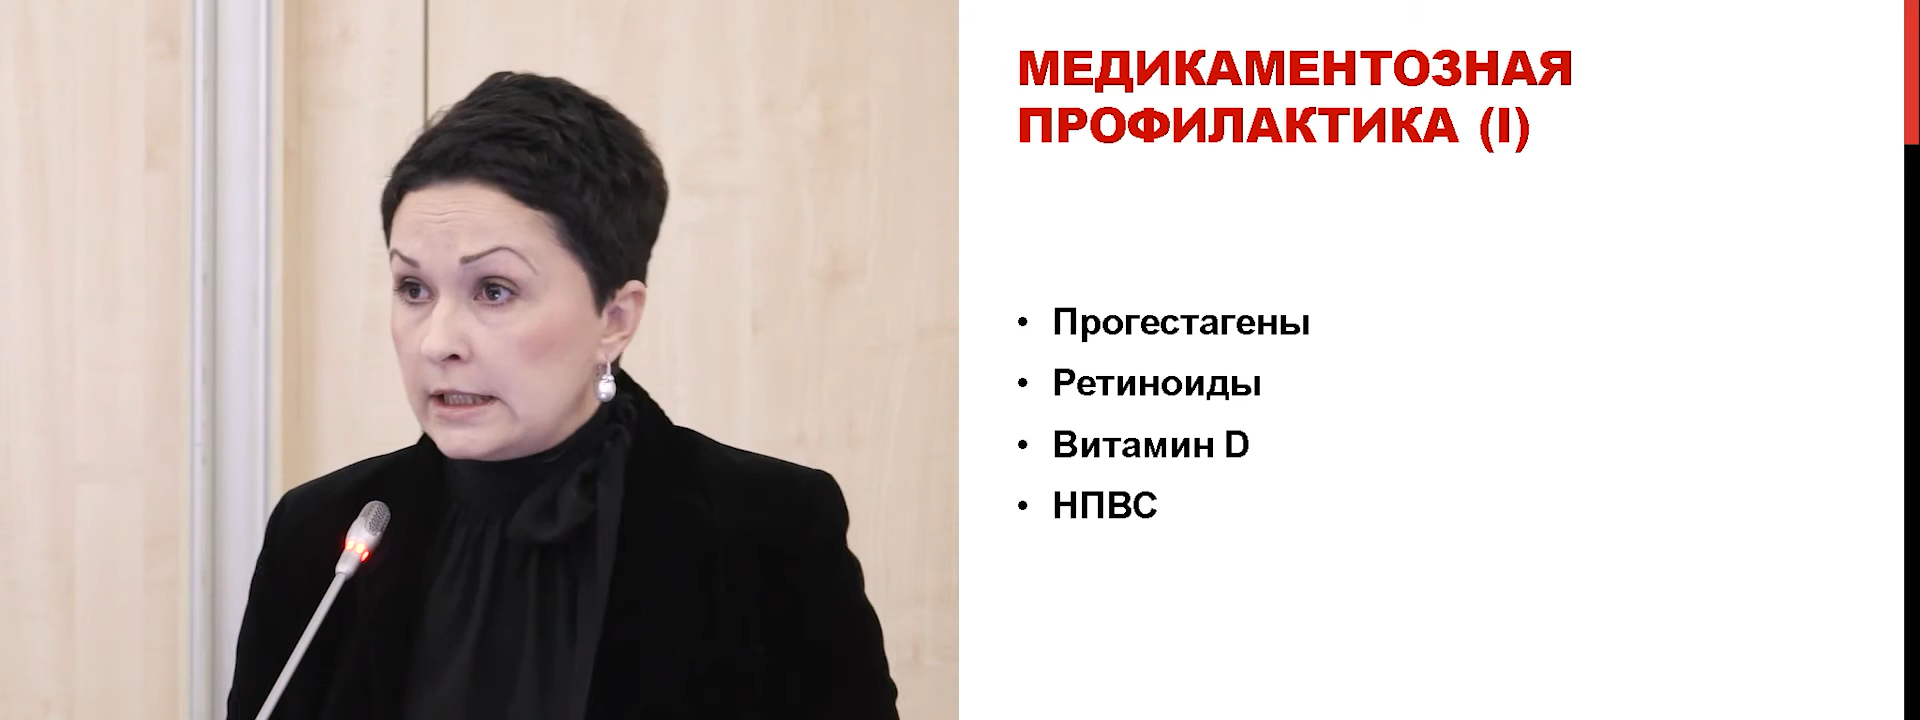 МЕДИКАМЕНТОЗНАЯ
ПРОФИЛАКТИКА (I)
• Прогестагены
• Ретиноиды
• Витамин D
• НПВС